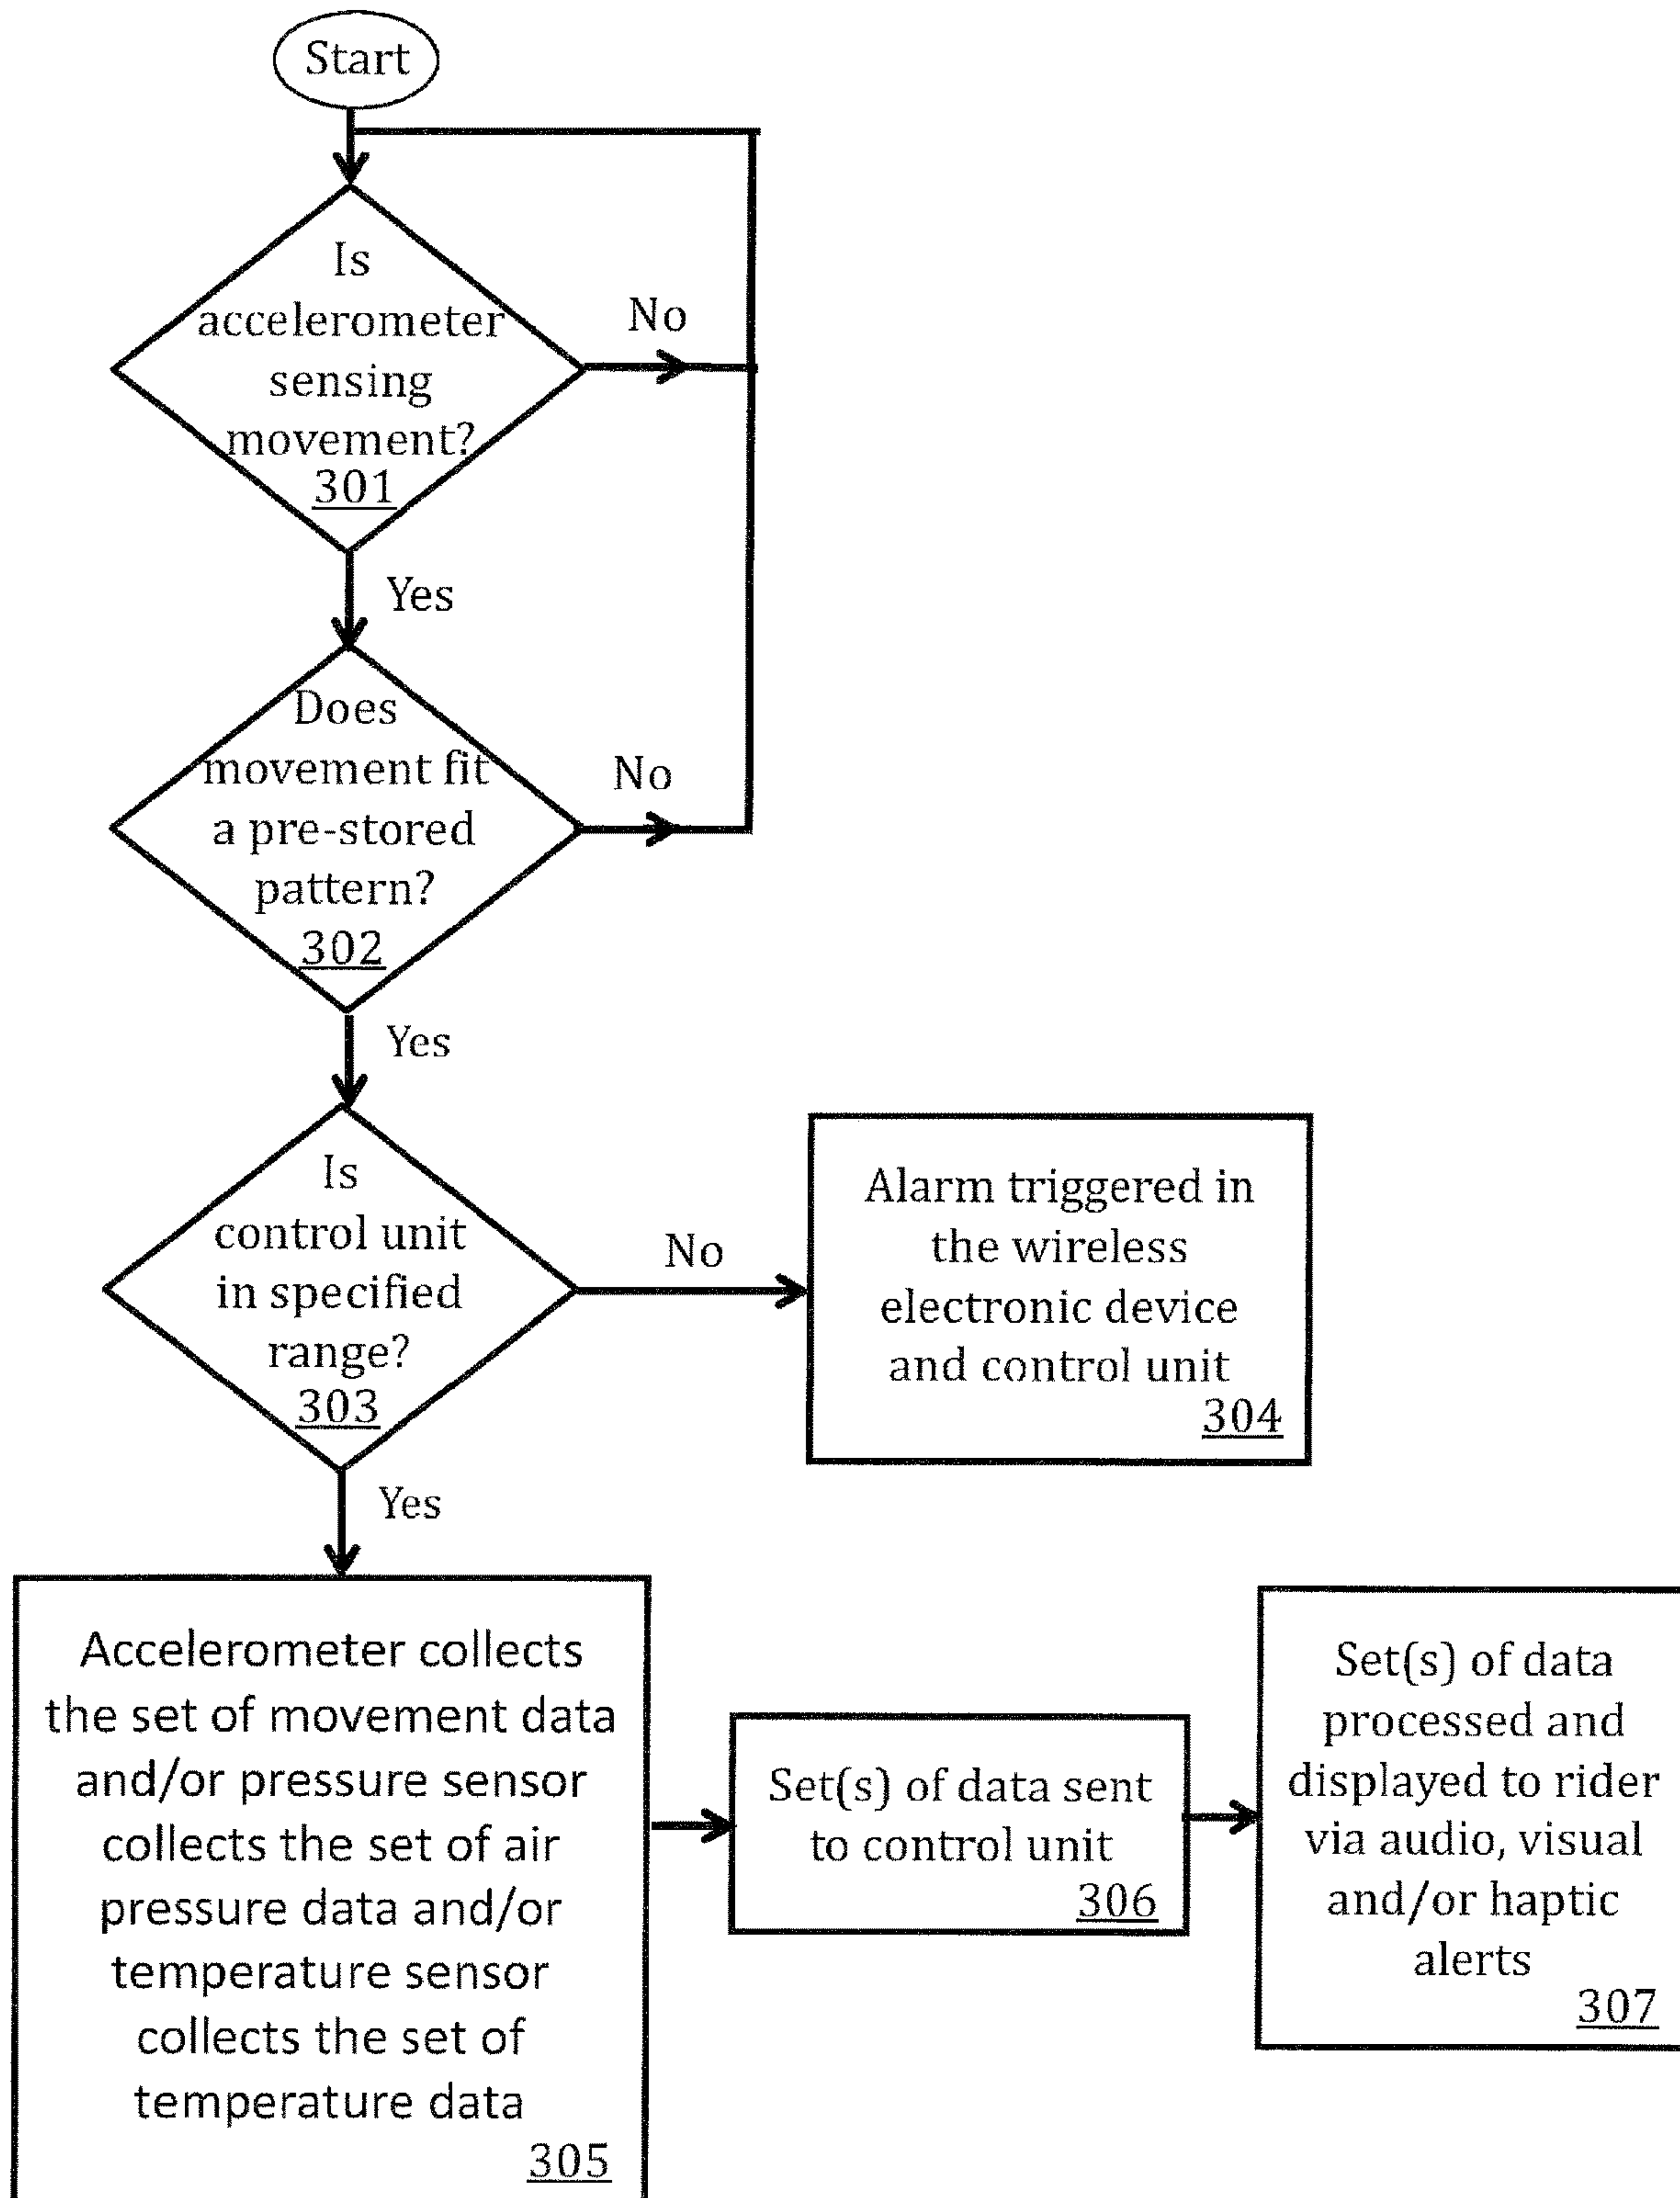 Start
Is
accelerometer
sensing
movement?
301
No
Yes
Does
movement fit
a pre-stored
pattern?
302
No
Yes
Is
control unit
in specified
range?
303
No
Alarm triggered in
the wireless
electronic device
and control unit
304
Yes
Accelerometer collects
the set of movement data
and/or pressure sensor
collects the set of air
pressure data and/or
temperature sensor
collects the set of
temperature data
305
Set(s) of data sent
to control unit
306
Set(s) of data
processed and
displayed to rider
via audio, visual
and/or haptic
alerts
307